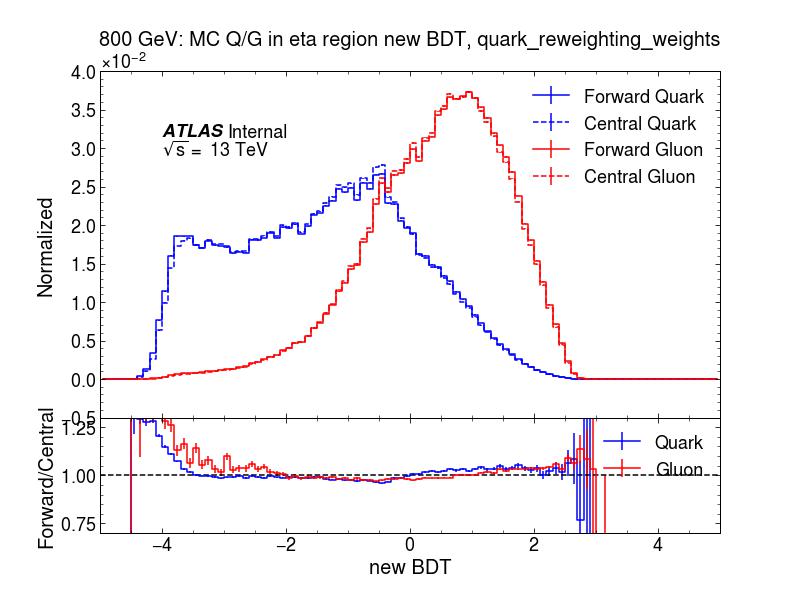 800 GeV: MC Q/G in eta region new BDT, quark_reweighting_weights
×10⁻²
4.0
3.5
3.0
2.5
2.0
1.5
1.0
0.5
0.0
Normalized
ATLAS Internal
√s = 13 TeV
Forward Quark
Central Quark
Forward Gluon
Central Gluon
0.5
1.25
1.00
0.75
Forward/Central
Quark
Gluon
−4 −2 0 2 4
new BDT